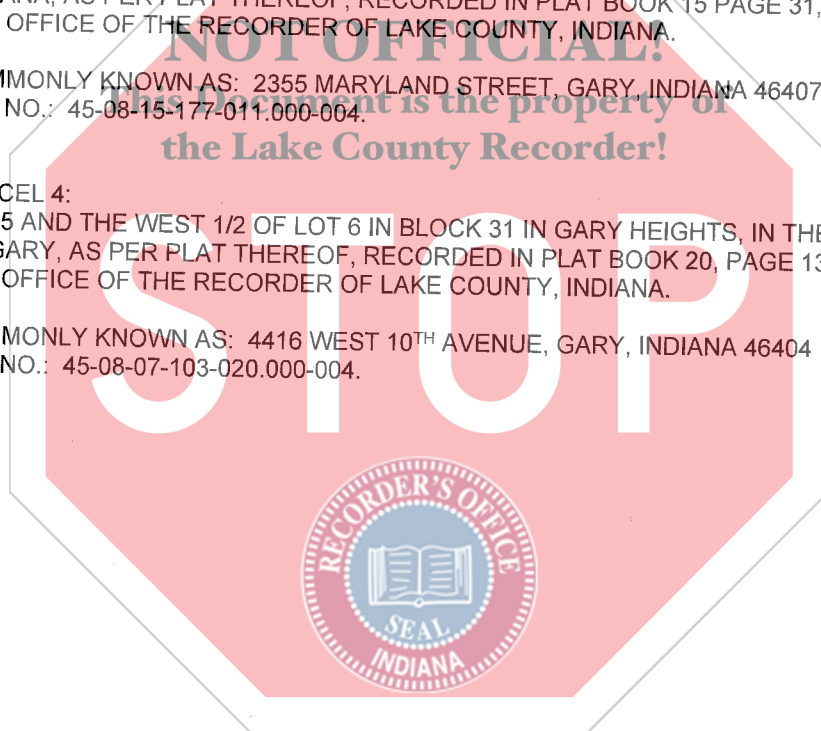 ANA, AS PER PLAT THEREOF, RECORDED IN PLAT BOOK 15 PAGE 31,
OFFICE OF THE RECORDER OF LAKE COUNTY, INDIANA.
NOT OFFICIAL!
MMONLY KNOWN AS: 2355 MARYLAND STREET, GARY, INDIANA 46407
This Document is the property of
NO.: 45-08-15-177-011.000-004.
the Lake County Recorder!
CEL 4:
5 AND THE WEST 1/2 OF LOT 6 IN BLOCK 31 IN GARY HEIGHTS, IN THE
GARY, AS PER PLAT THEREOF, RECORDED IN PLAT BOOK 20, PAGE 13
OFFICE OF THE RECORDER OF LAKE COUNTY, INDIANA.
STOP
MONLY KNOWN AS: 4416 WEST 10TH AVENUE, GARY, INDIANA 46404
NO.: 45-08-07-103-020.000-004.
RECORDER'S OFFICE
SEAL
INDIANA